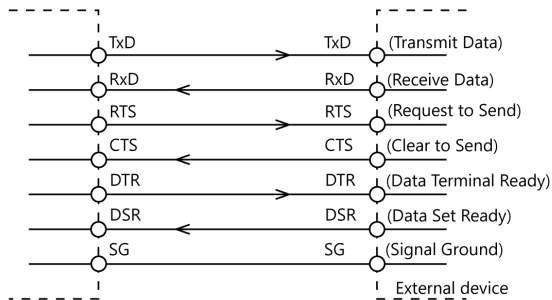 TxD TxD (Transmit Data)
RxD RxD (Receive Data)
RTS RTS (Request to Send)
CTS CTS (Clear to Send)
DTR DTR (Data Terminal Ready)
DSR DSR (Data Set Ready)
SG SG (Signal Ground)
External device